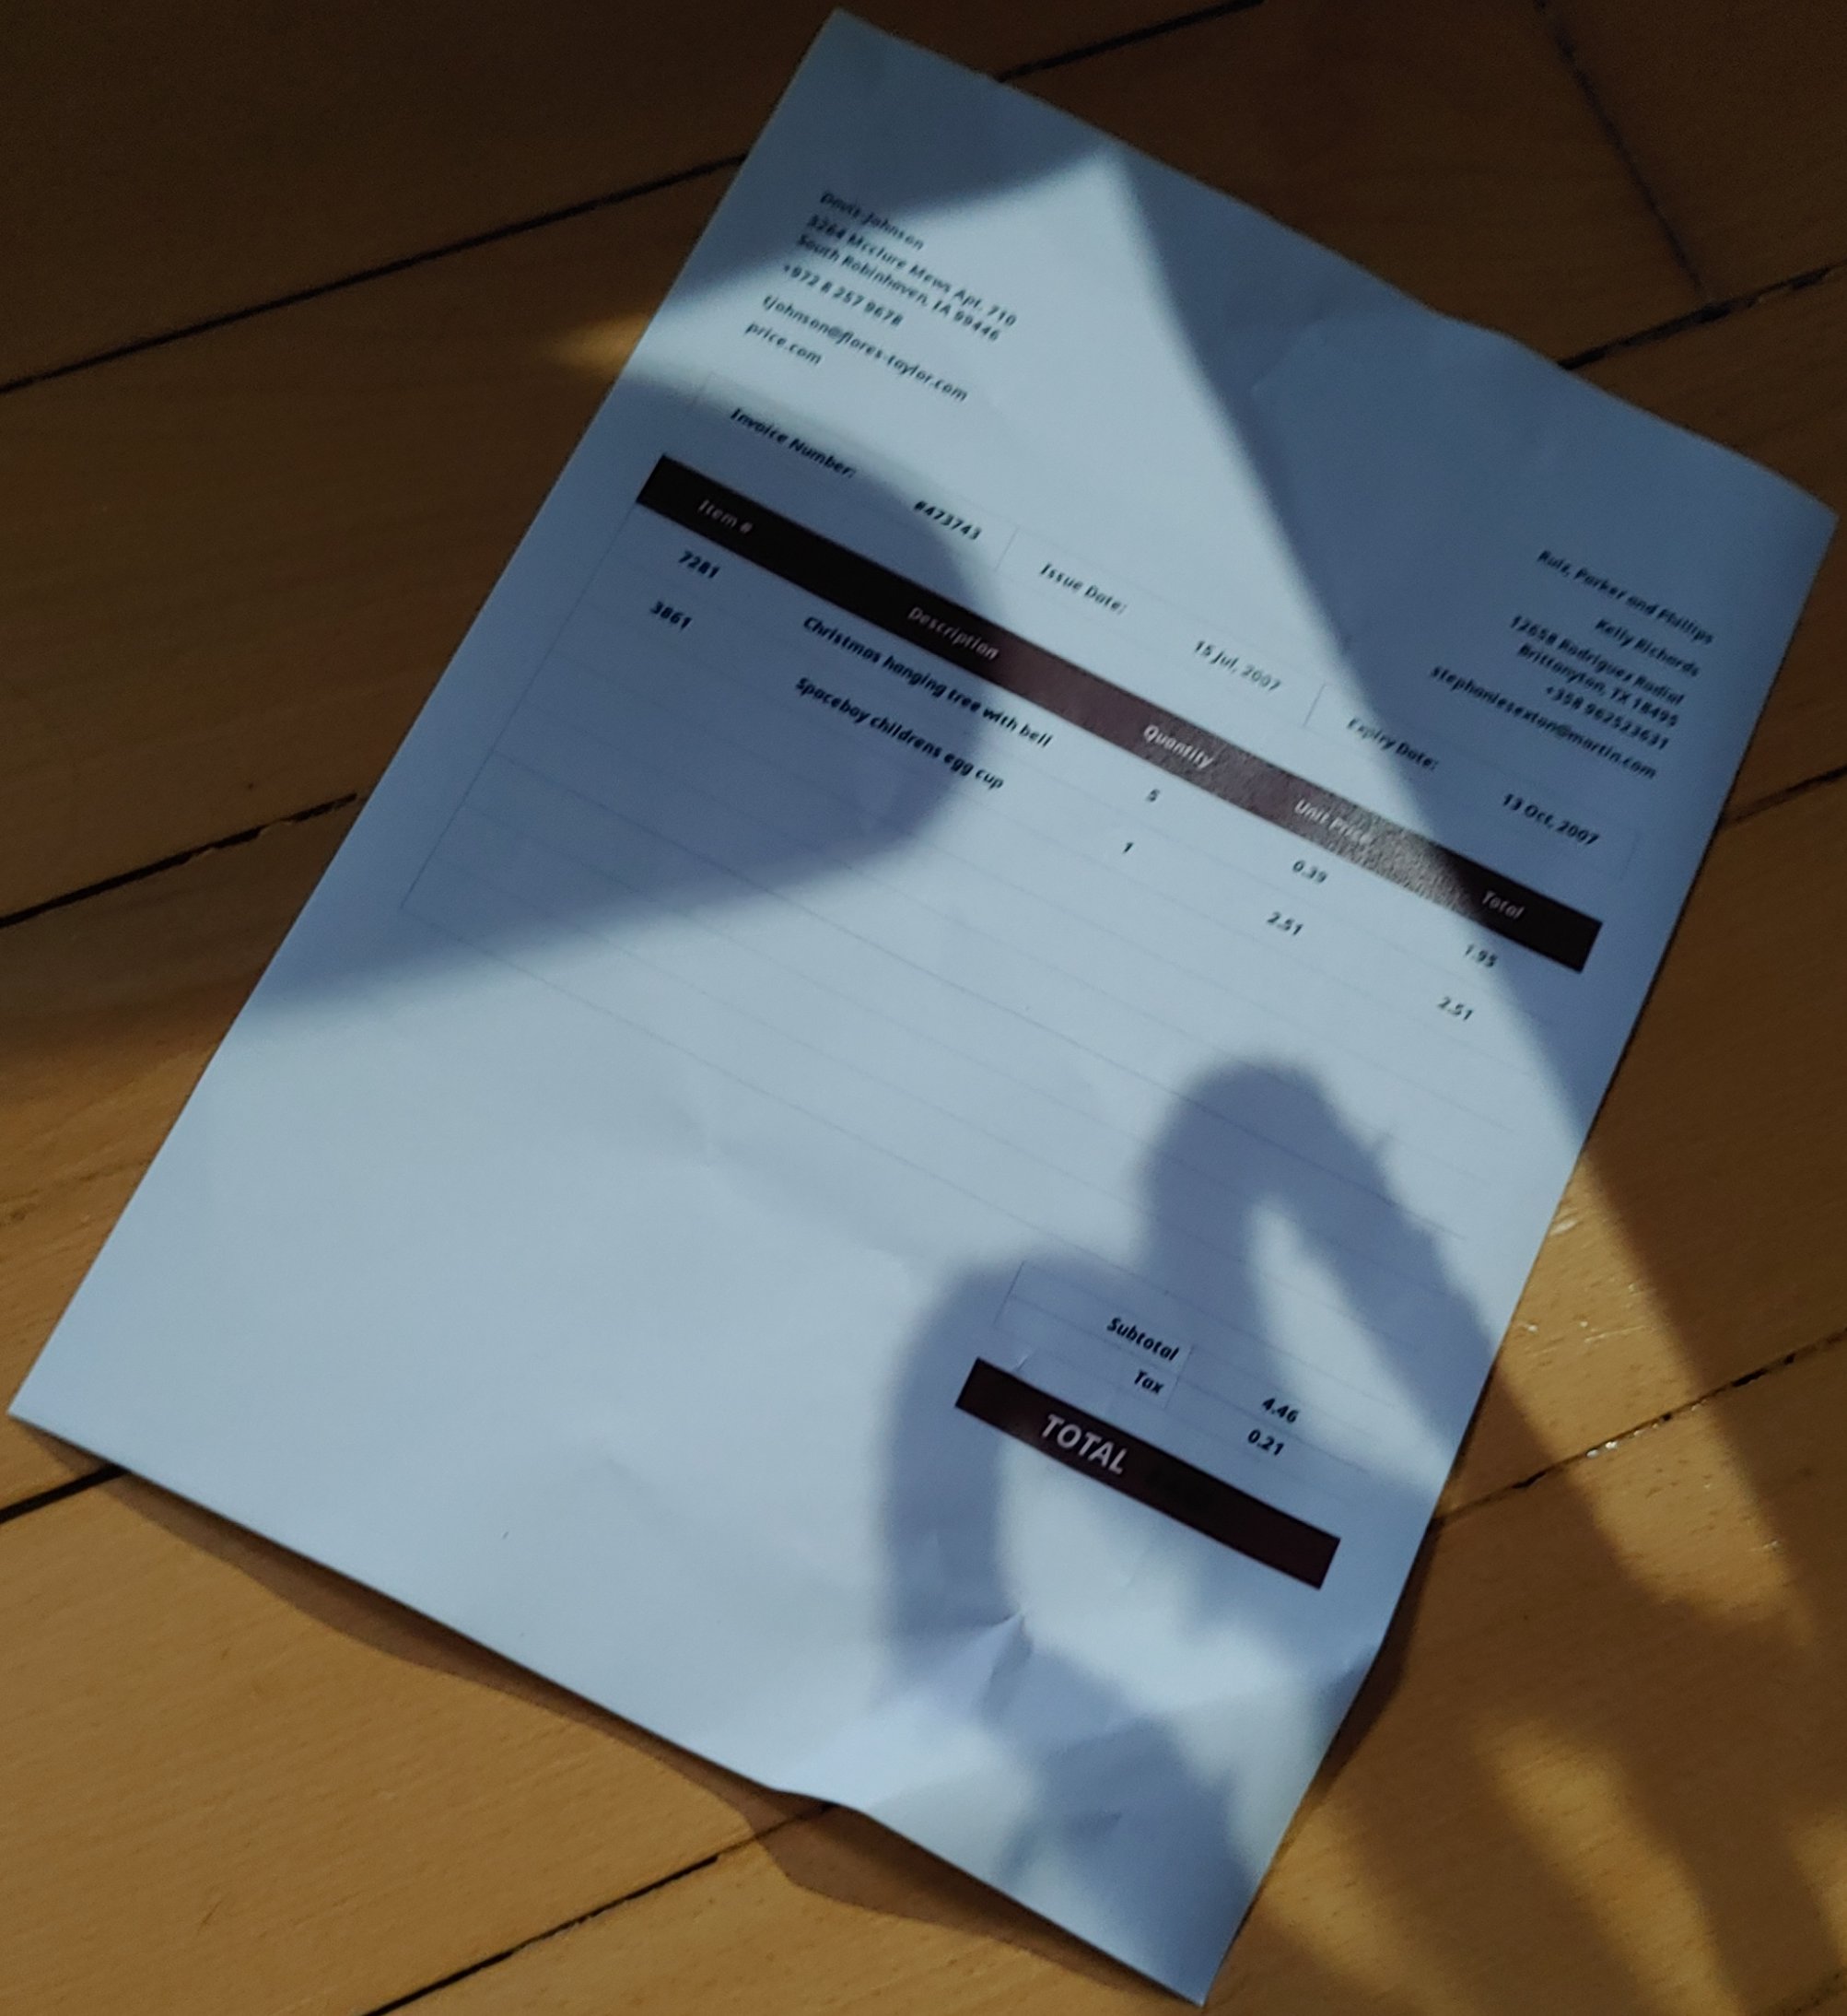 Davis-Johnson
3264 Mcclure Mews Apt. 710
South Robinhaven, IA 99446
+972 8 257 9678
tjohnson@flores-taylor.com
price.com
Ruiz, Parker and Phillips
Kelly Richards
12658 Rodriguez Radial
Brittanyton, TX 18495
+358 962523631
stephaniesexton@martin.com
Invoice Number: #473743 Issue Date: 15 Jul, 2007 Expiry Date: 13 Oct, 2007
Item # Description Quantity Unit Price Total
7281 Christmas hanging tree with bell 5 0.39 1.95
3861 Spaceboy childrens egg cup 1 2.51 2.51
Subtotal 4.46
Tax 0.21
TOTAL